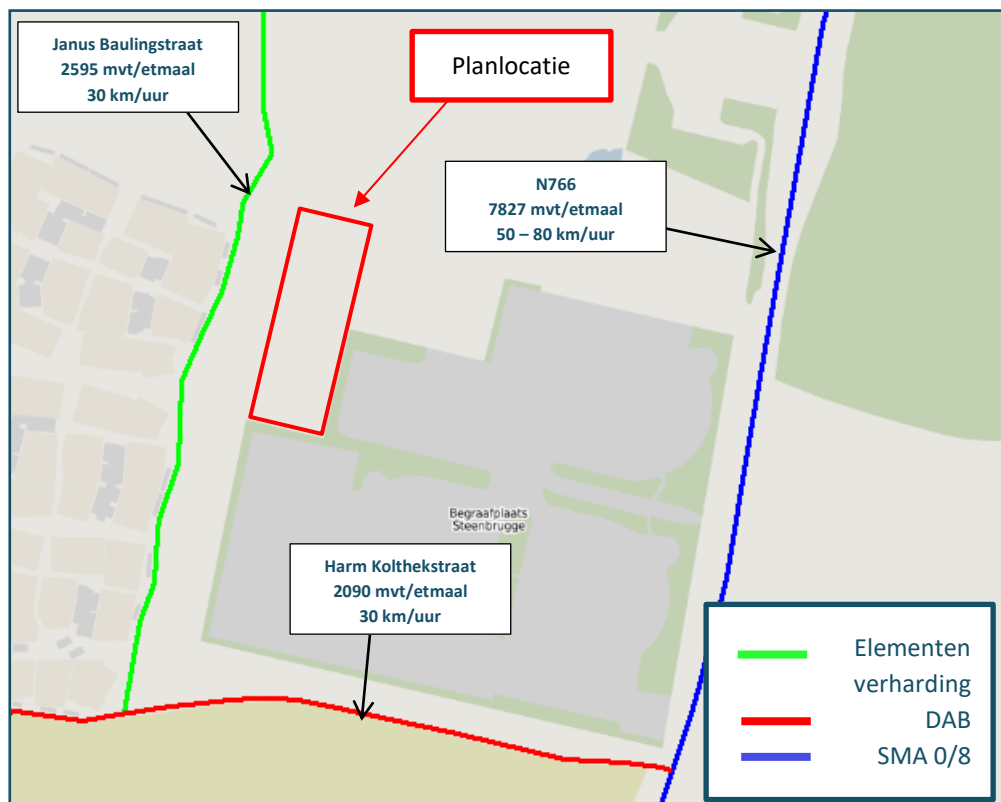 Janus Baulingstraat
2595 mvt/etmaal
30 km/uur
Planlocatie
N766
7827 mvt/etmaal
50 – 80 km/uur
Begraafplaats
Steenbrugge
Harm Kolthekstraat
2090 mvt/etmaal
30 km/uur
Elementen
verharding
DAB
SMA 0/8